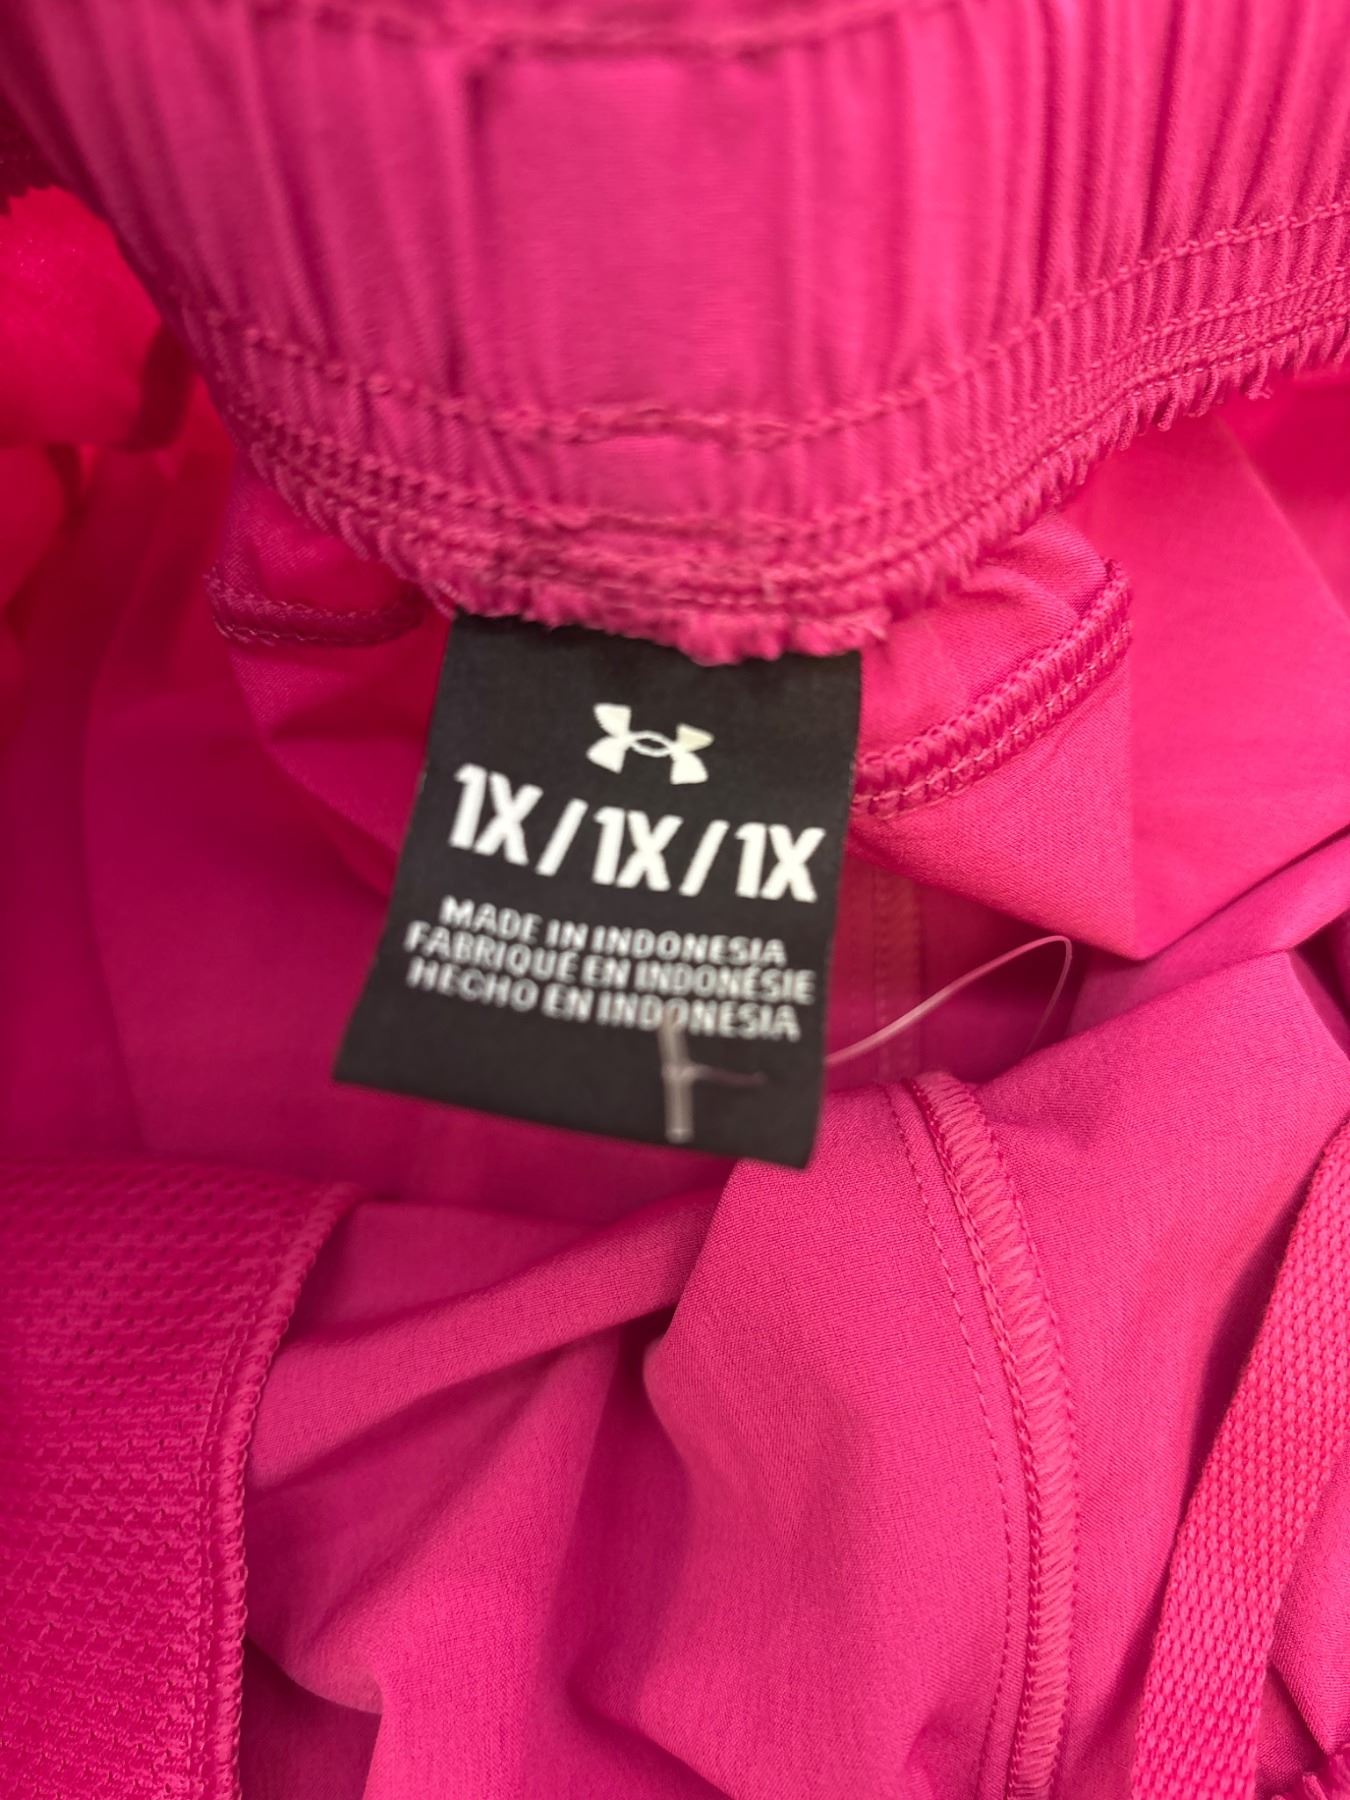 1X/1X/1X
MADE IN INDONESIA
FABRIQUÉ EN INDONÉSIE
HECHO EN INDONESIA